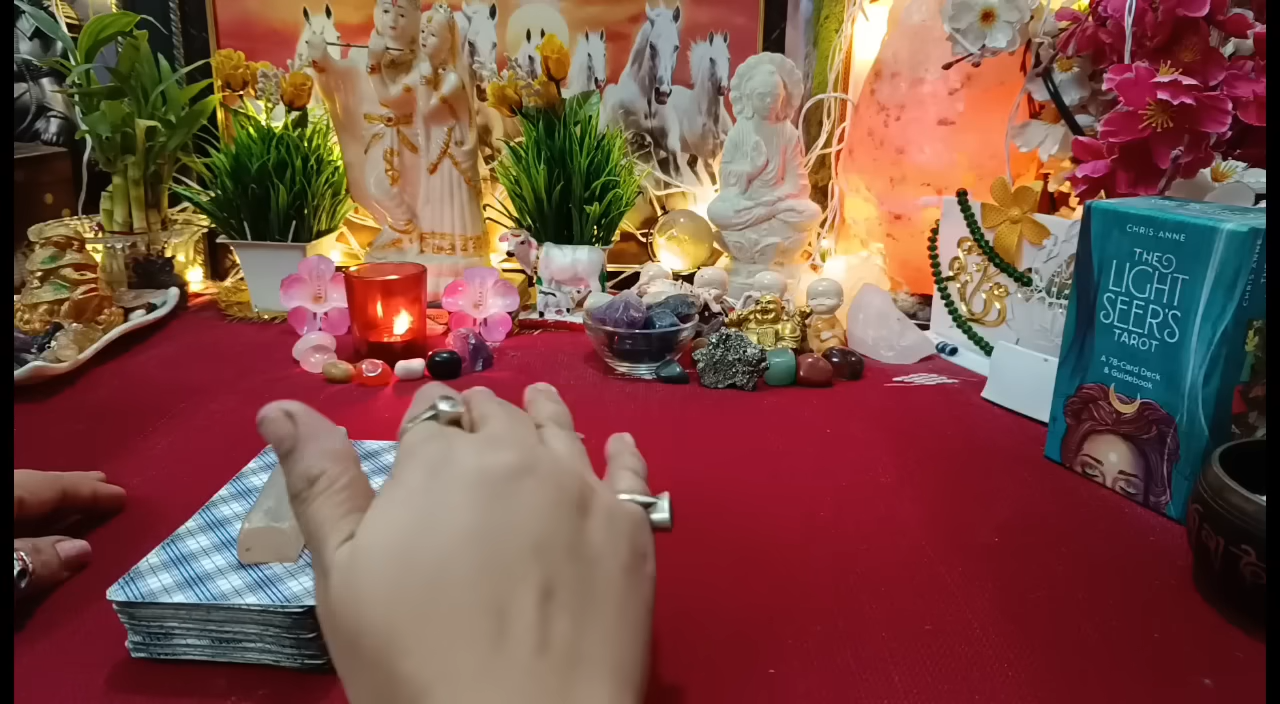 CHRIS-ANNE
THE
LIGHT
SEER'S
TAROT
A 78-Card Deck
& Guidebook